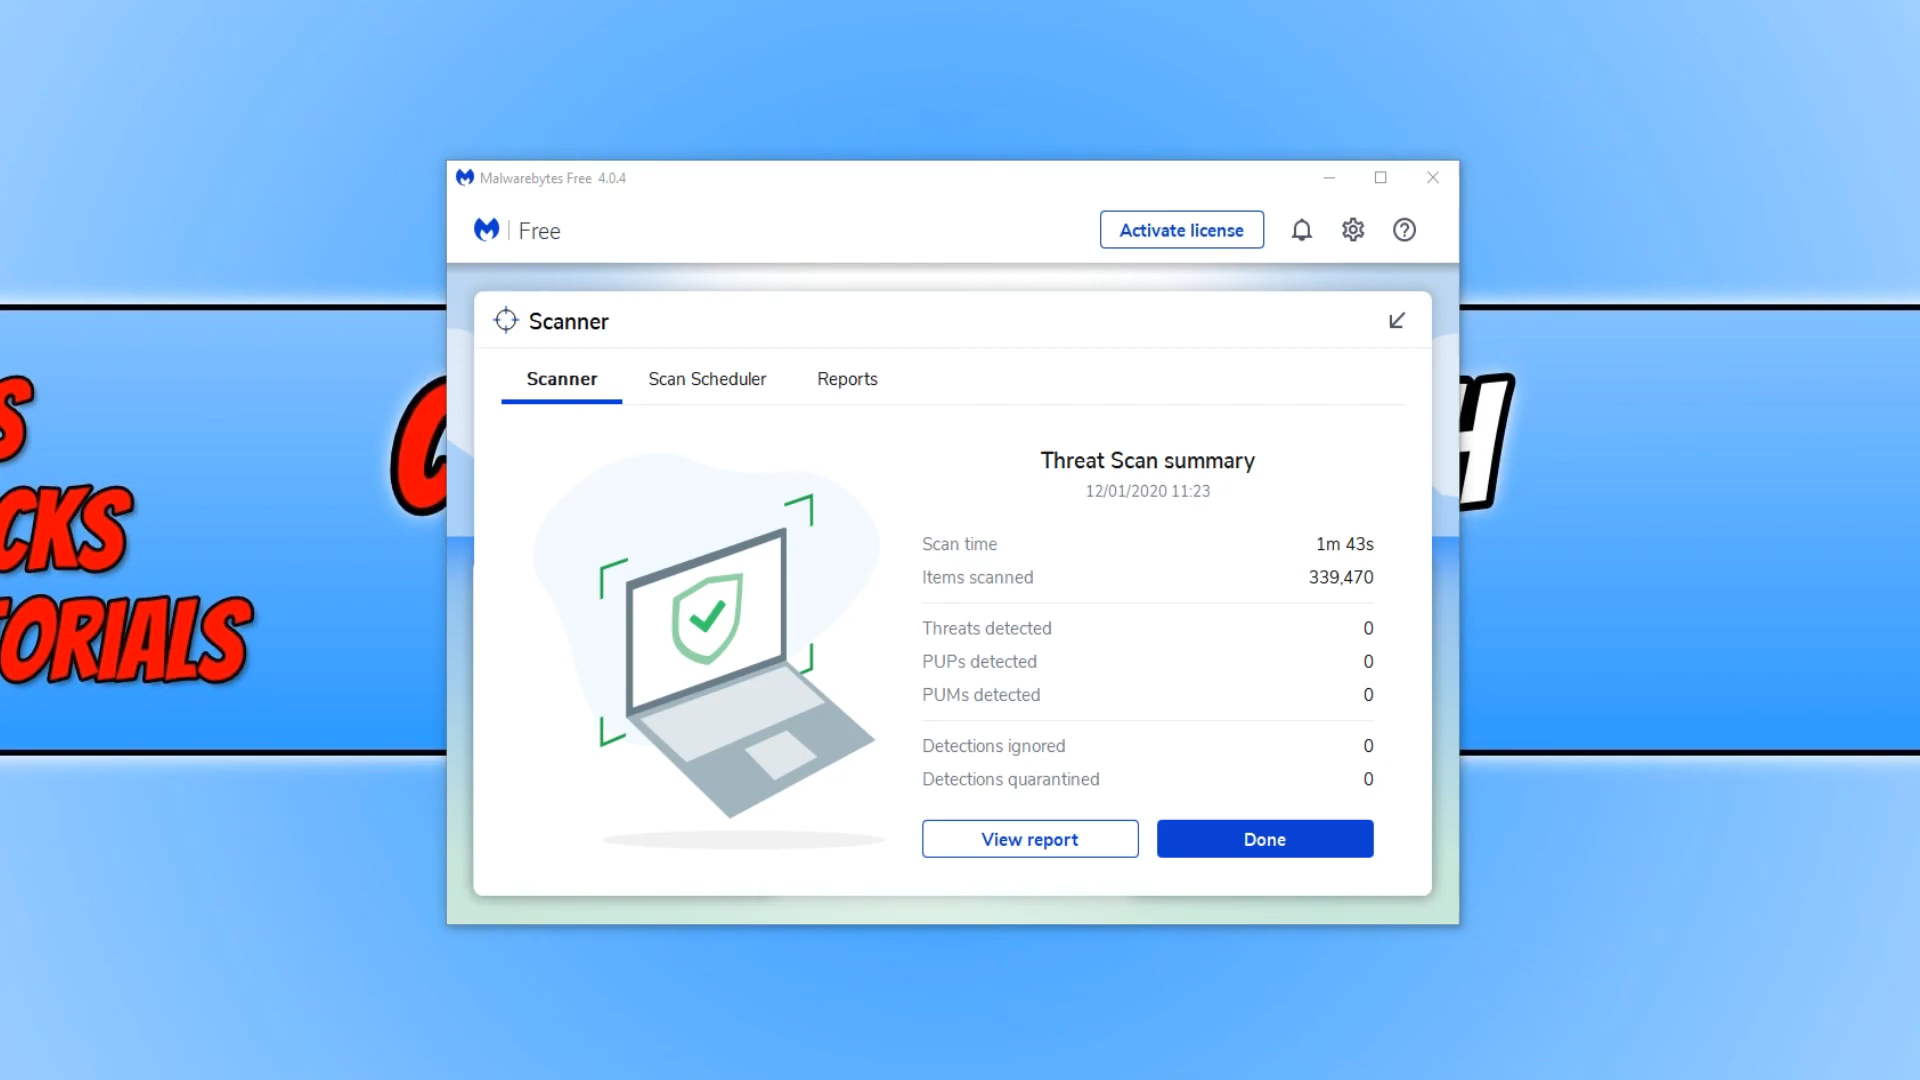 Malwarebytes Free 4.0.4
Free
Activate license
Scanner
Scanner
Scan Scheduler
Reports
Threat Scan summary
12/01/2020 11:23
Scan time 1m 43s
Items scanned 339,470
Threats detected 0
PUPs detected 0
PUMs detected 0
Detections ignored 0
Detections quarantined 0
View report
Done
S
CKS
TORIALS
C
H